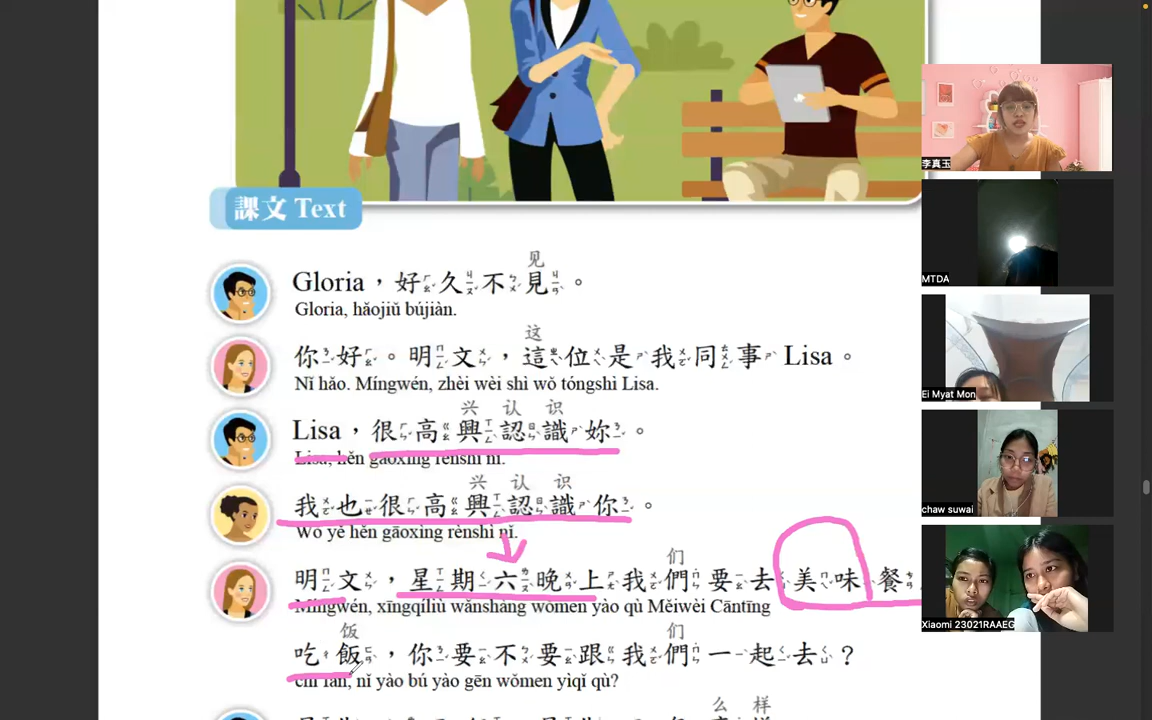 課文 Text
见
Gloria，好久不見。
Gloria, hǎojiǔ bújiàn.
这
你好。明文，這位是我同事 Lisa。
Nǐ hǎo. Míngwén, zhèi wèi shì wǒ tóngshì Lisa.
兴 认 识
Lisa，很高興認識妳。
Lisa, hěn gāoxìng rènshì nǐ.
兴 认 识
我也很高興認識你。
Wǒ yě hěn gāoxìng rènshì nǐ.
们
明文，星期六晚上我們要去美味餐
Míngwén, xīngqíliù wǎnshàng wǒmen yào qù Měiwèi Cāntīng
饭 们
吃飯，你要不要跟我們一起去？
chī fàn, nǐ yào bú yào gēn wǒmen yìqǐ qù?
么 样
李真玉
MTDA
Ei Myat Mon
chaw suwai
Xiaomi 23021RAAEG